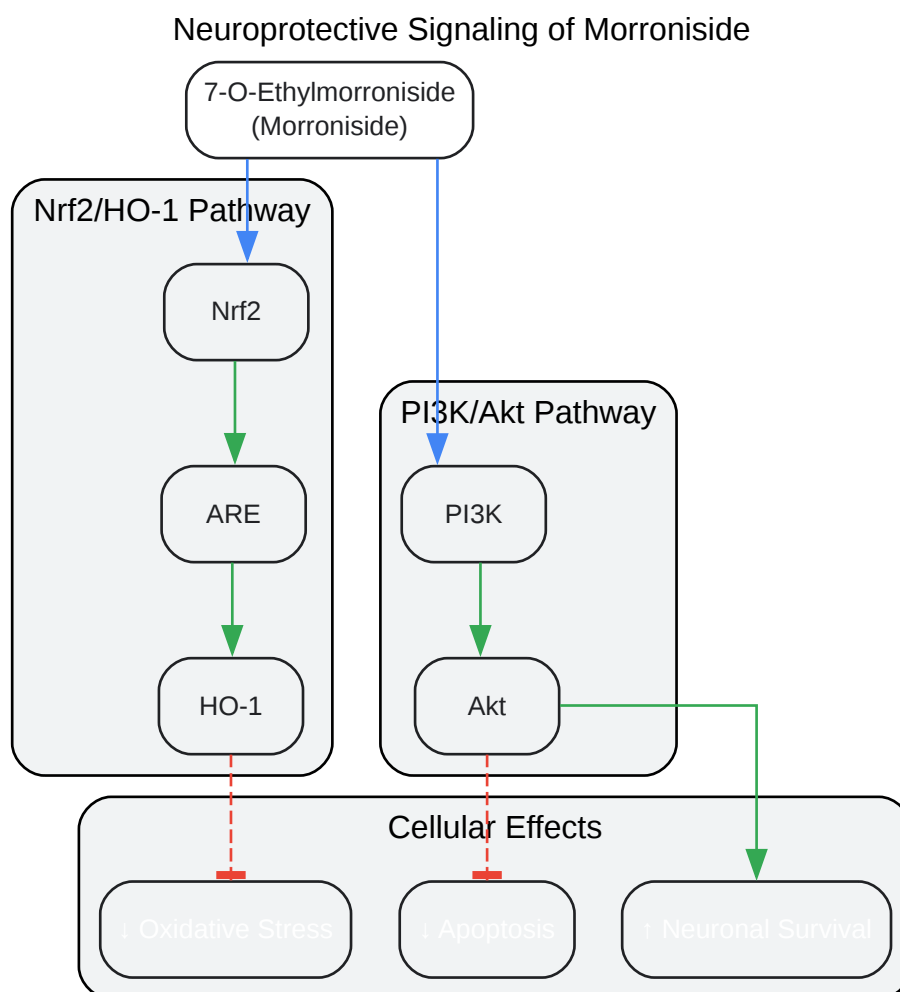 Neuroprotective Signaling of Morroniside
7-O-Ethylmorroniside
(Morroniside)
Nrf2/HO-1 Pathway
Nrf2
PI3K/Akt Pathway
ARE
PI3K
HO-1
Akt
Cellular Effects
↓ Oxidative Stress
↓ Apoptosis
↑ Neuronal Survival